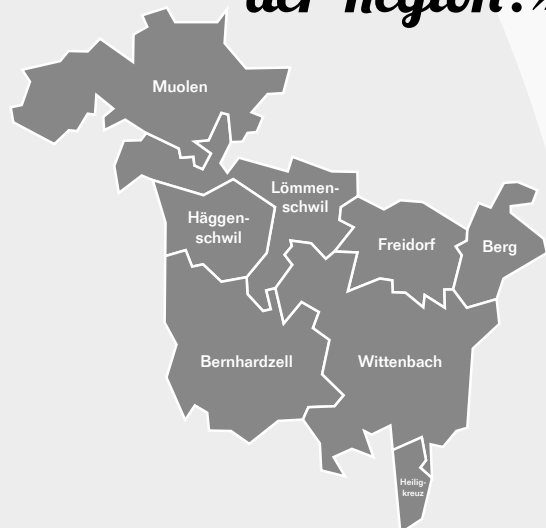 der Region.»
Muolen
Lömmen-
schwil
Häggen-
schwil
Freidorf
Berg
Bernhardzell
Wittenbach
Heilig-
kreuz